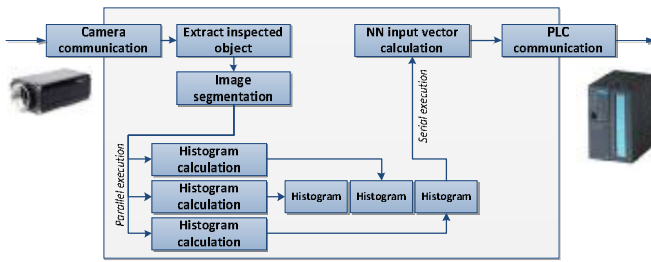 Camera
communication
Extract inspected
object
NN input vector
calculation
PLC
communication
Image
segmentation
Serial execution
Parallel execution
Histogram
calculation
Histogram
calculation
Histogram
calculation
Histogram
Histogram
Histogram